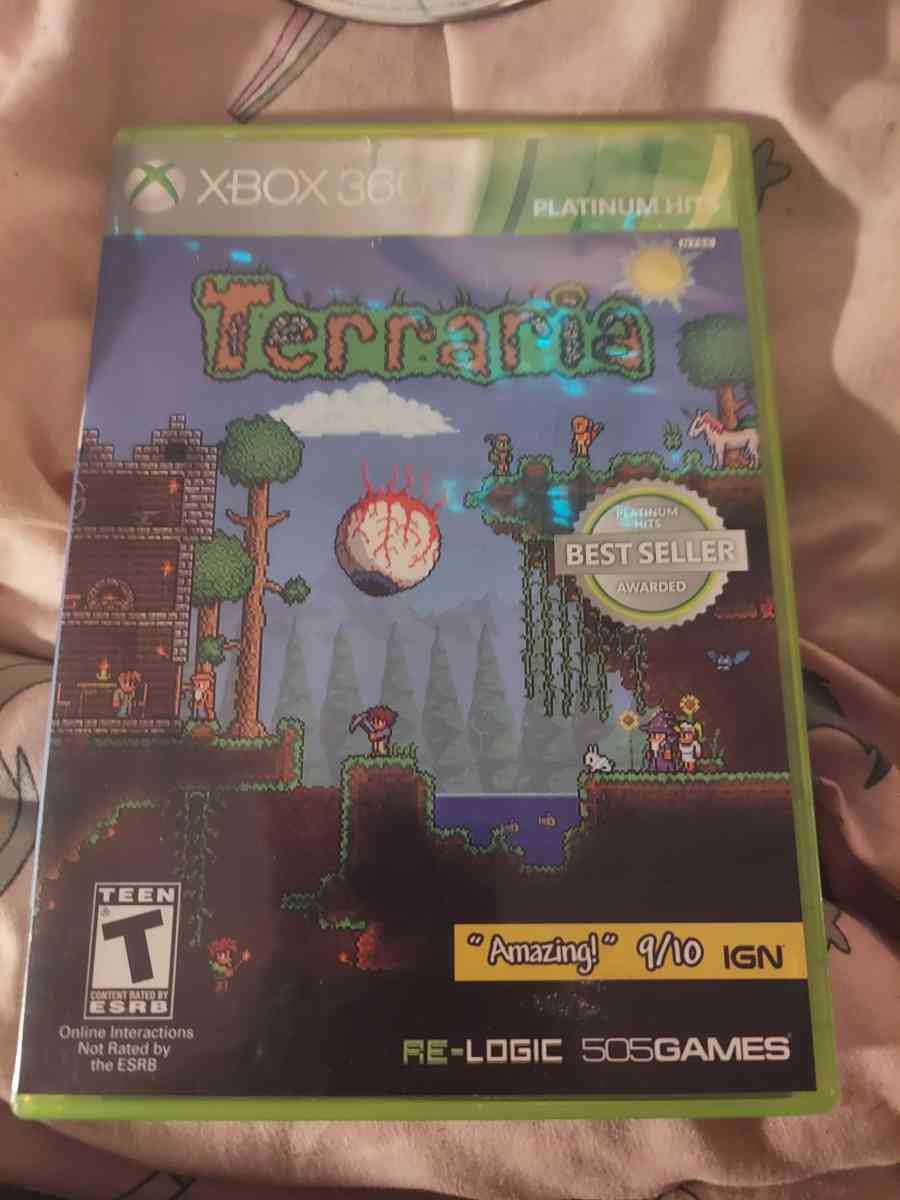 XBOX 360
PLATINUM HITS
NTSC
Terraria
PLATINUM
HITS
BEST SELLER
AWARDED
TEEN
T
®
CONTENT RATED BY
ESRB
Online Interactions
Not Rated by
the ESRB
"Amazing!" 9/10 IGN
RE-LOGIC 505GAMES®